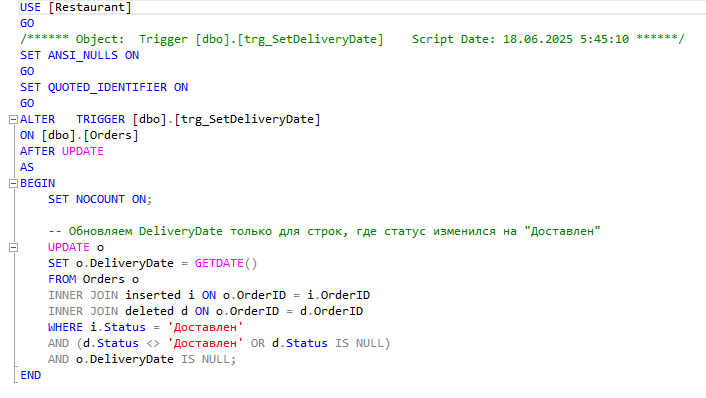 USE [Restaurant]
GO
/****** Object:  Trigger [dbo].[trg_SetDeliveryDate]    Script Date: 18.06.2025 5:45:10 ******/
SET ANSI_NULLS ON
GO
SET QUOTED_IDENTIFIER ON
GO
ALTER   TRIGGER [dbo].[trg_SetDeliveryDate]
ON [dbo].[Orders]
AFTER UPDATE
AS
BEGIN
    SET NOCOUNT ON;

    -- Обновляем DeliveryDate только для строк, где статус изменился на "Доставлен"
    UPDATE o
    SET o.DeliveryDate = GETDATE()
    FROM Orders o
    INNER JOIN inserted i ON o.OrderID = i.OrderID
    INNER JOIN deleted d ON o.OrderID = d.OrderID
    WHERE i.Status = 'Доставлен'
    AND (d.Status <> 'Доставлен' OR d.Status IS NULL)
    AND o.DeliveryDate IS NULL;
END